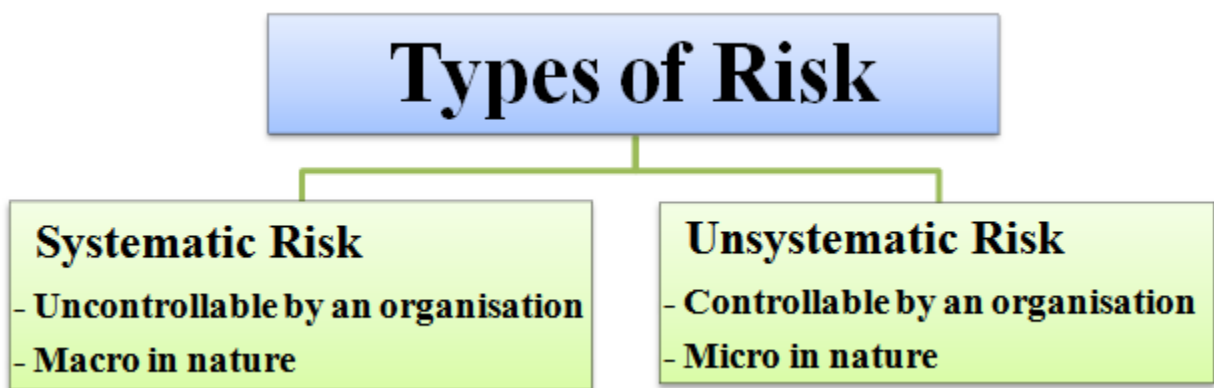 Types of Risk
Systematic Risk
- Uncontrollable by an organisation
- Macro in nature
Unsystematic Risk
- Controllable by an organisation
- Micro in nature